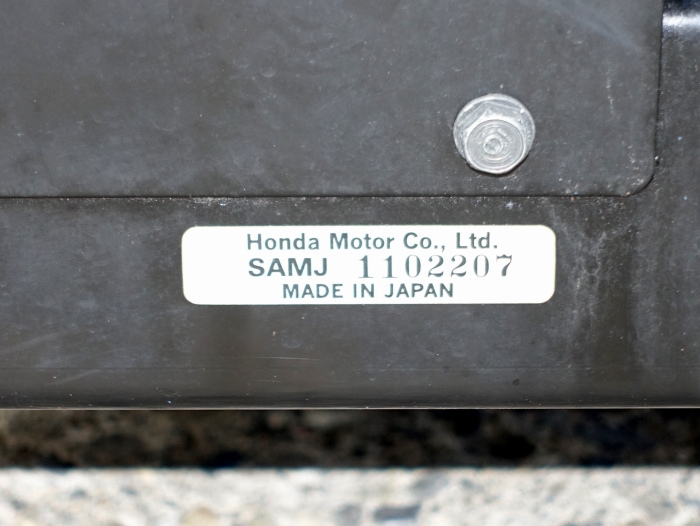 Honda Motor Co., Ltd.
SAMJ 1102207
MADE IN JAPAN